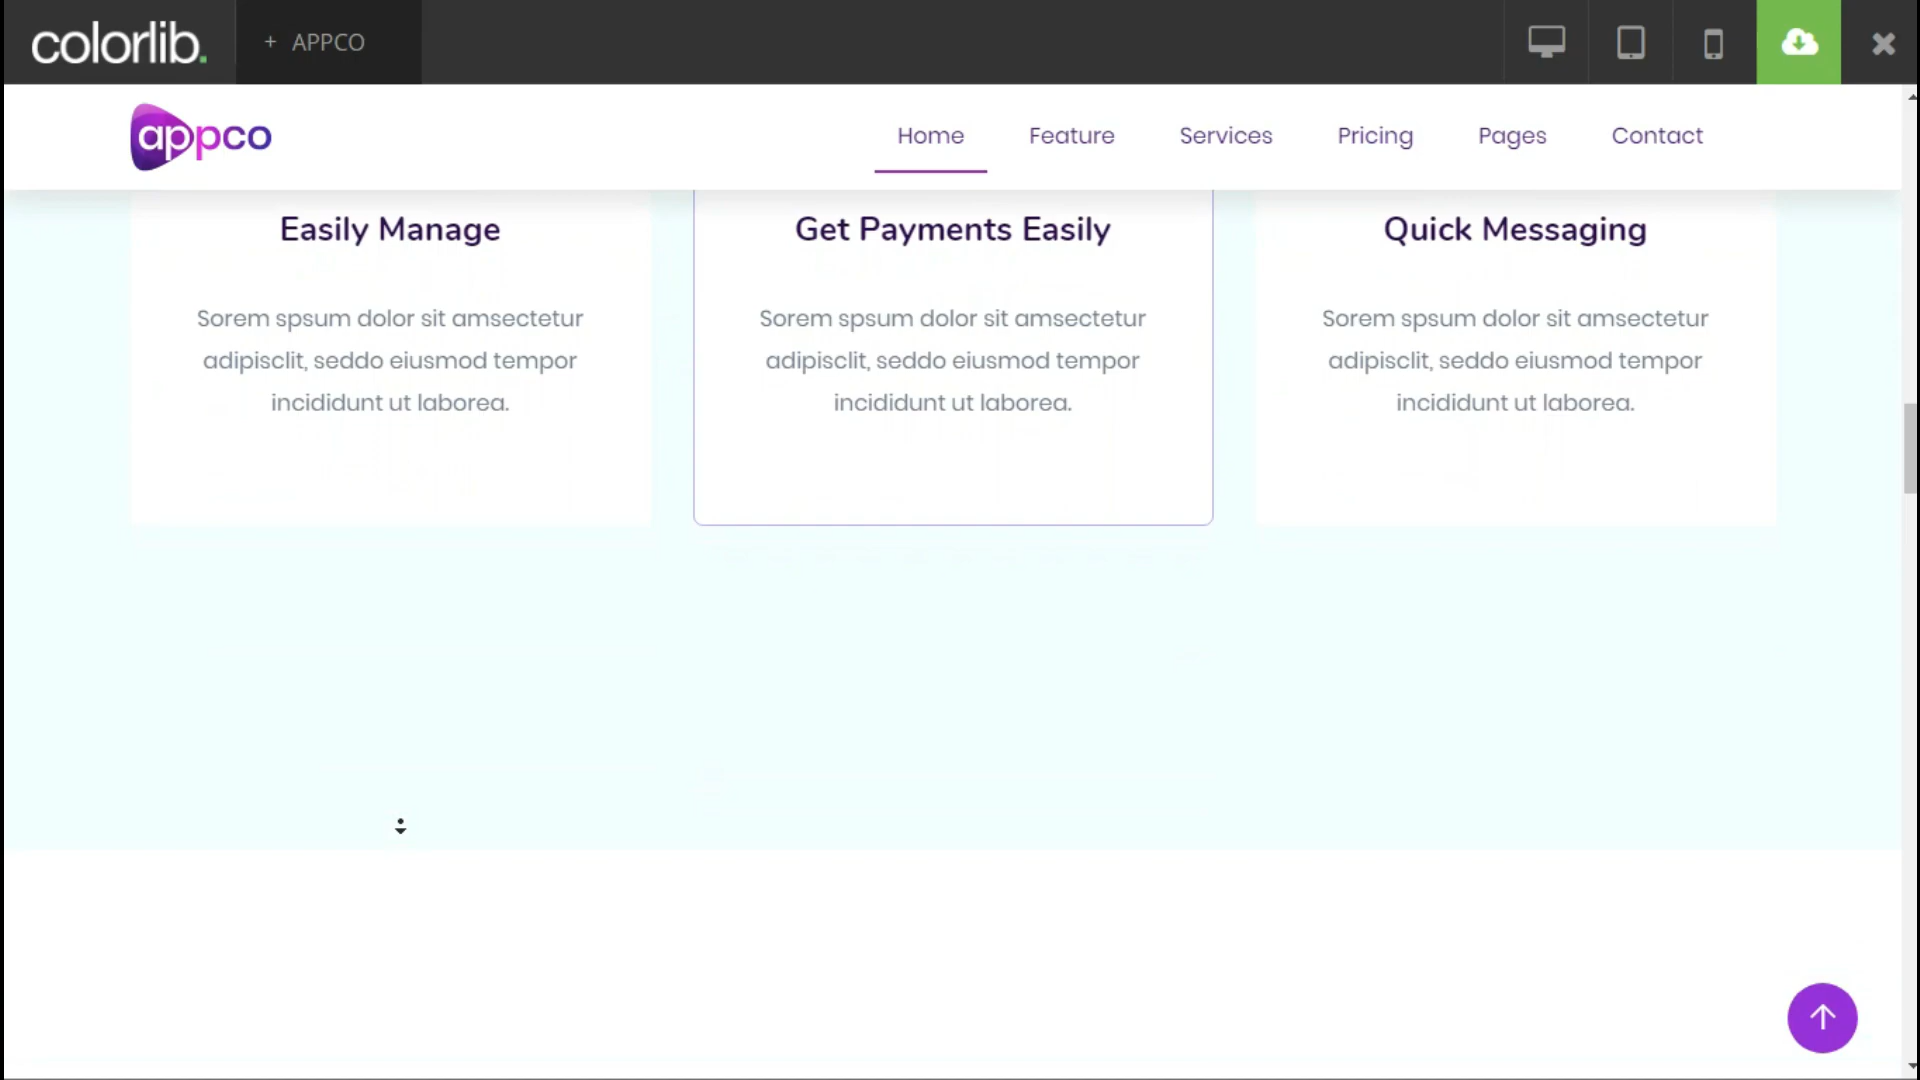 colorlib.
+ APPCO
appco
Home Feature Services Pricing Pages Contact
Easily Manage
Sorem spsum dolor sit amsectetur
adipisclit, seddo eiusmod tempor
incididunt ut laborea.
Get Payments Easily
Sorem spsum dolor sit amsectetur
adipisclit, seddo eiusmod tempor
incididunt ut laborea.
Quick Messaging
Sorem spsum dolor sit amsectetur
adipisclit, seddo eiusmod tempor
incididunt ut laborea.